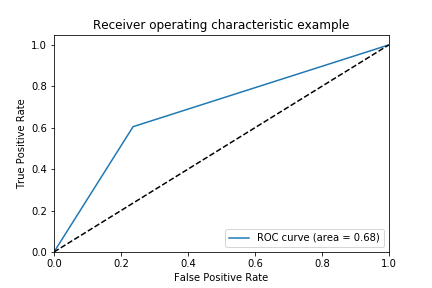 Receiver operating characteristic example
1.0
0.8
0.6
0.4
0.2
0.0
True Positive Rate
ROC curve (area = 0.68)
0.0 0.2 0.4 0.6 0.8 1.0
False Positive Rate